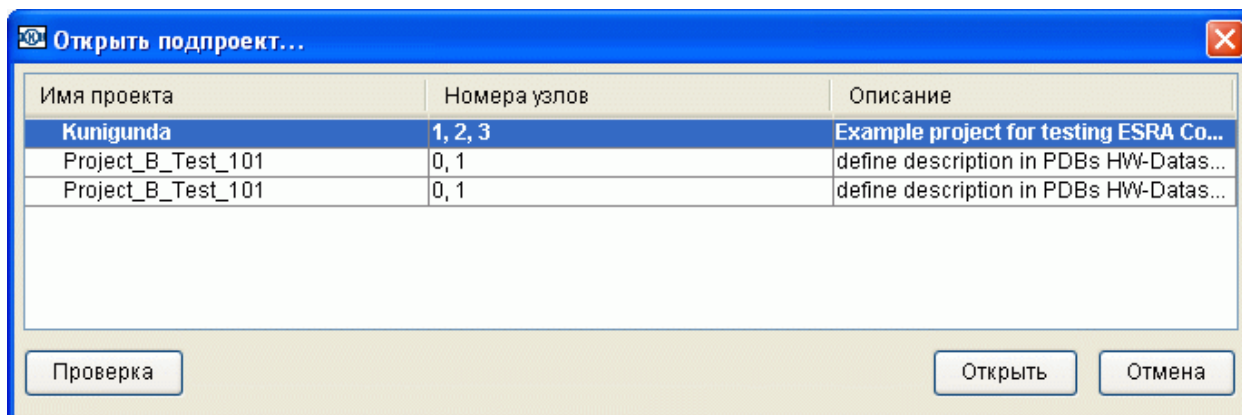 Открыть подпроект...
Имя проекта Номера узлов Описание
Kunigunda 1, 2, 3 Example project for testing ESRA Co...
Project_B_Test_101 0, 1 define description in PDBs HW-Datas...
Project_B_Test_101 0, 1 define description in PDBs HW-Datas...
Проверка Открыть Отмена